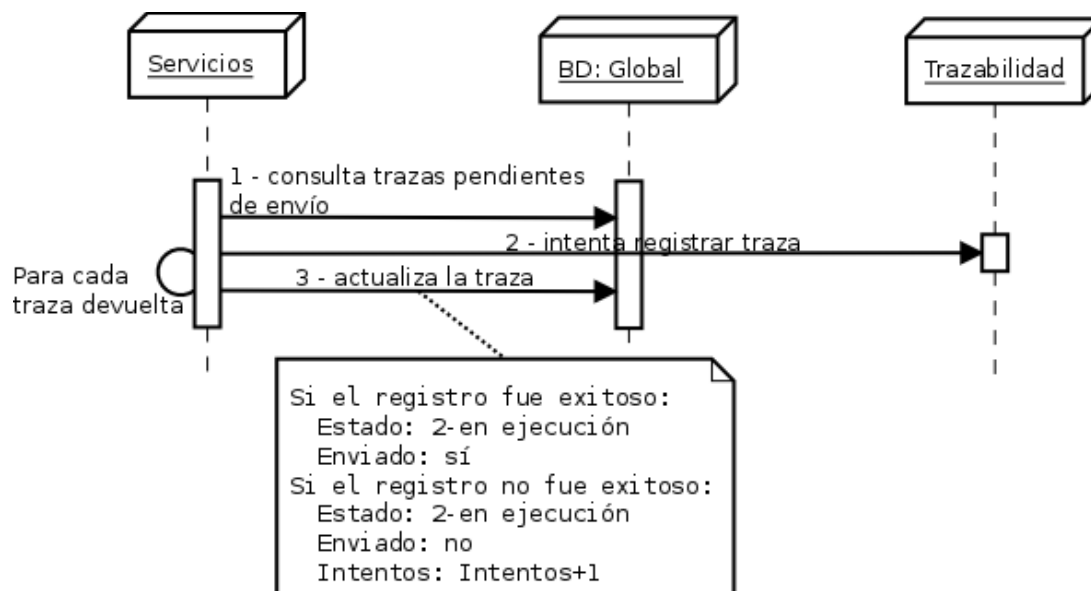 Servicios
BD: Global
Trazabilidad
1 - consulta trazas pendientes
de envío
2 - intenta registrar traza
Para cada
traza devuelta
3 - actualiza la traza
Si el registro fue exitoso:
Estado: 2-en ejecución
Enviado: sí
Si el registro no fue exitoso:
Estado: 2-en ejecución
Enviado: no
Intentos: Intentos+1